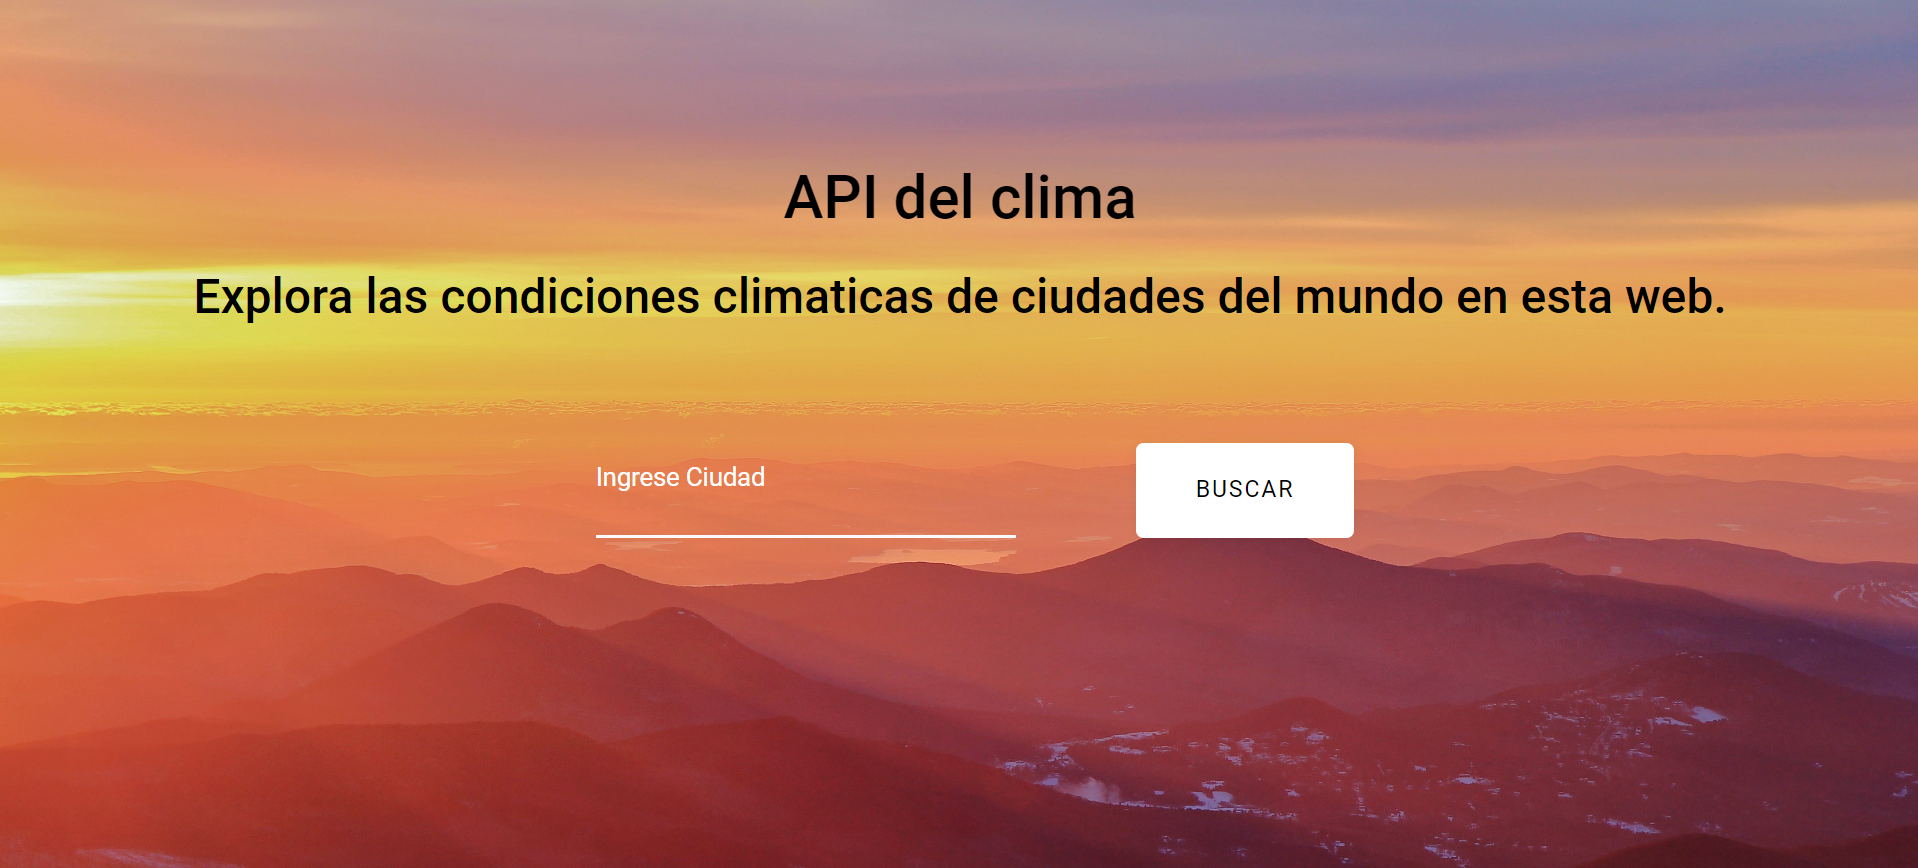 API del clima
Explora las condiciones climaticas de ciudades del mundo en esta web.
Ingrese Ciudad
BUSCAR